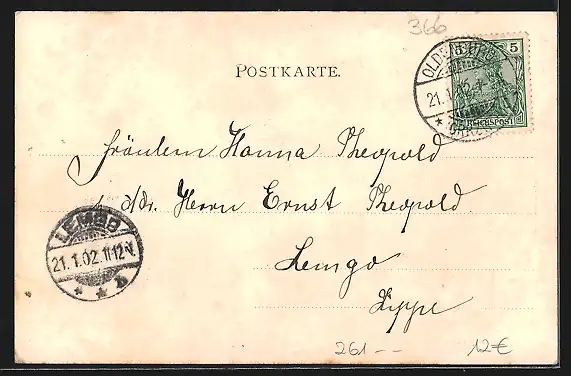 366
POSTKARTE.
5 5
REICHSPOST
21.1.
Fräulein Hanna Theopold
d/dr. Herrn Ernst Theopold
Lemgo
Lippe
LEMGO
21.1.02.11-12V.
* * b
261 -- 12€